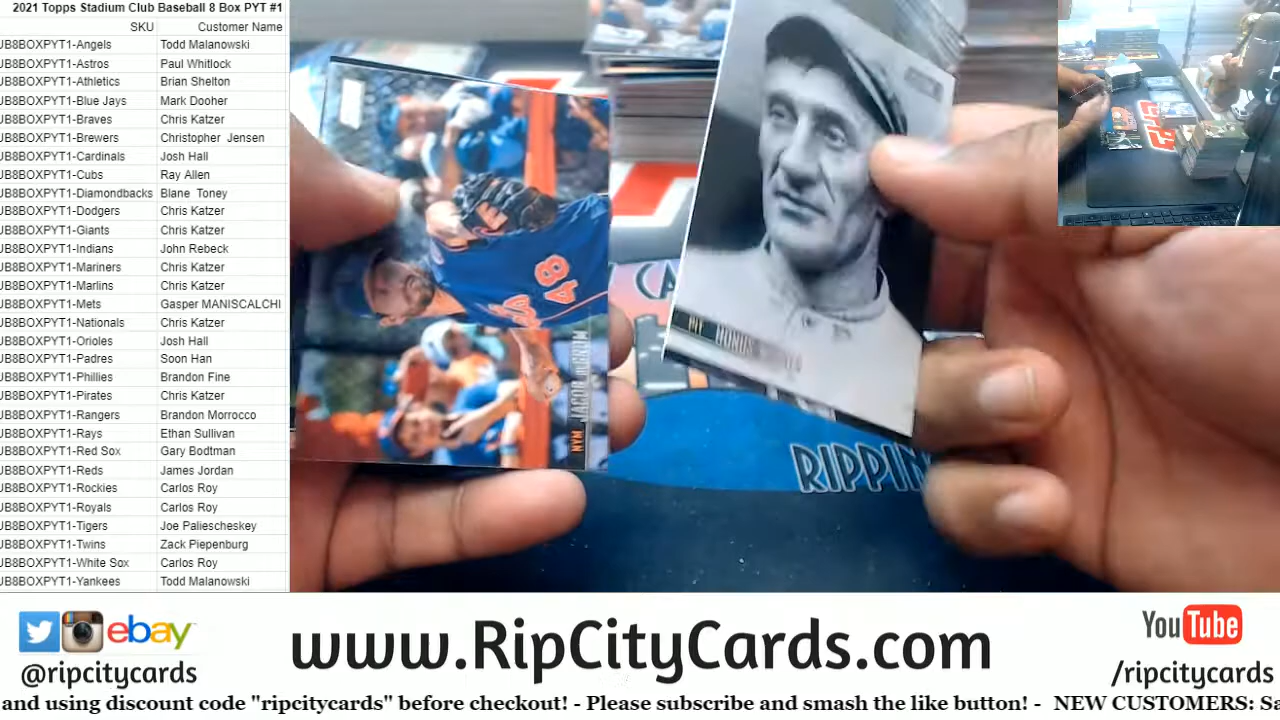 2021 Topps Stadium Club Baseball 8 Box PYT #1
SKU Customer Name
JB8BOXPYT1-Angels Todd Malanowski
JB8BOXPYT1-Astros Paul Whitlock
JB8BOXPYT1-Athletics Brian Shelton
JB8BOXPYT1-Blue Jays Mark Dooher
JB8BOXPYT1-Braves Chris Katzer
JB8BOXPYT1-Brewers Christopher Jensen
JB8BOXPYT1-Cardinals Josh Hall
JB8BOXPYT1-Cubs Ray Allen
JB8BOXPYT1-Diamondbacks Blane Toney
JB8BOXPYT1-Dodgers Chris Katzer
JB8BOXPYT1-Giants Chris Katzer
JB8BOXPYT1-Indians John Rebeck
JB8BOXPYT1-Mariners Chris Katzer
JB8BOXPYT1-Marlins Chris Katzer
JB8BOXPYT1-Mets Gasper MANISCALCHI
JB8BOXPYT1-Nationals Chris Katzer
JB8BOXPYT1-Orioles Josh Hall
JB8BOXPYT1-Padres Soon Han
JB8BOXPYT1-Phillies Brandon Fine
JB8BOXPYT1-Pirates Chris Katzer
JB8BOXPYT1-Rangers Brandon Morrocco
JB8BOXPYT1-Rays Ethan Sullivan
JB8BOXPYT1-Red Sox Gary Bodtman
JB8BOXPYT1-Reds James Jordan
JB8BOXPYT1-Rockies Carlos Roy
JB8BOXPYT1-Royals Carlos Roy
JB8BOXPYT1-Tigers Joe Paliescheskey
JB8BOXPYT1-Twins Zack Piepenburg
JB8BOXPYT1-White Sox Carlos Roy
JB8BOXPYT1-Yankees Todd Malanowski
48
NYM JACOB deGROM
PIT HONUS
RIPPIN
ebay
@ripcitycards
www.RipCityCards.com
YouTube
/ripcitycards
and using discount code "ripcitycards" before checkout! - Please subscribe and smash the like button! - NEW CUSTOMERS: Sa